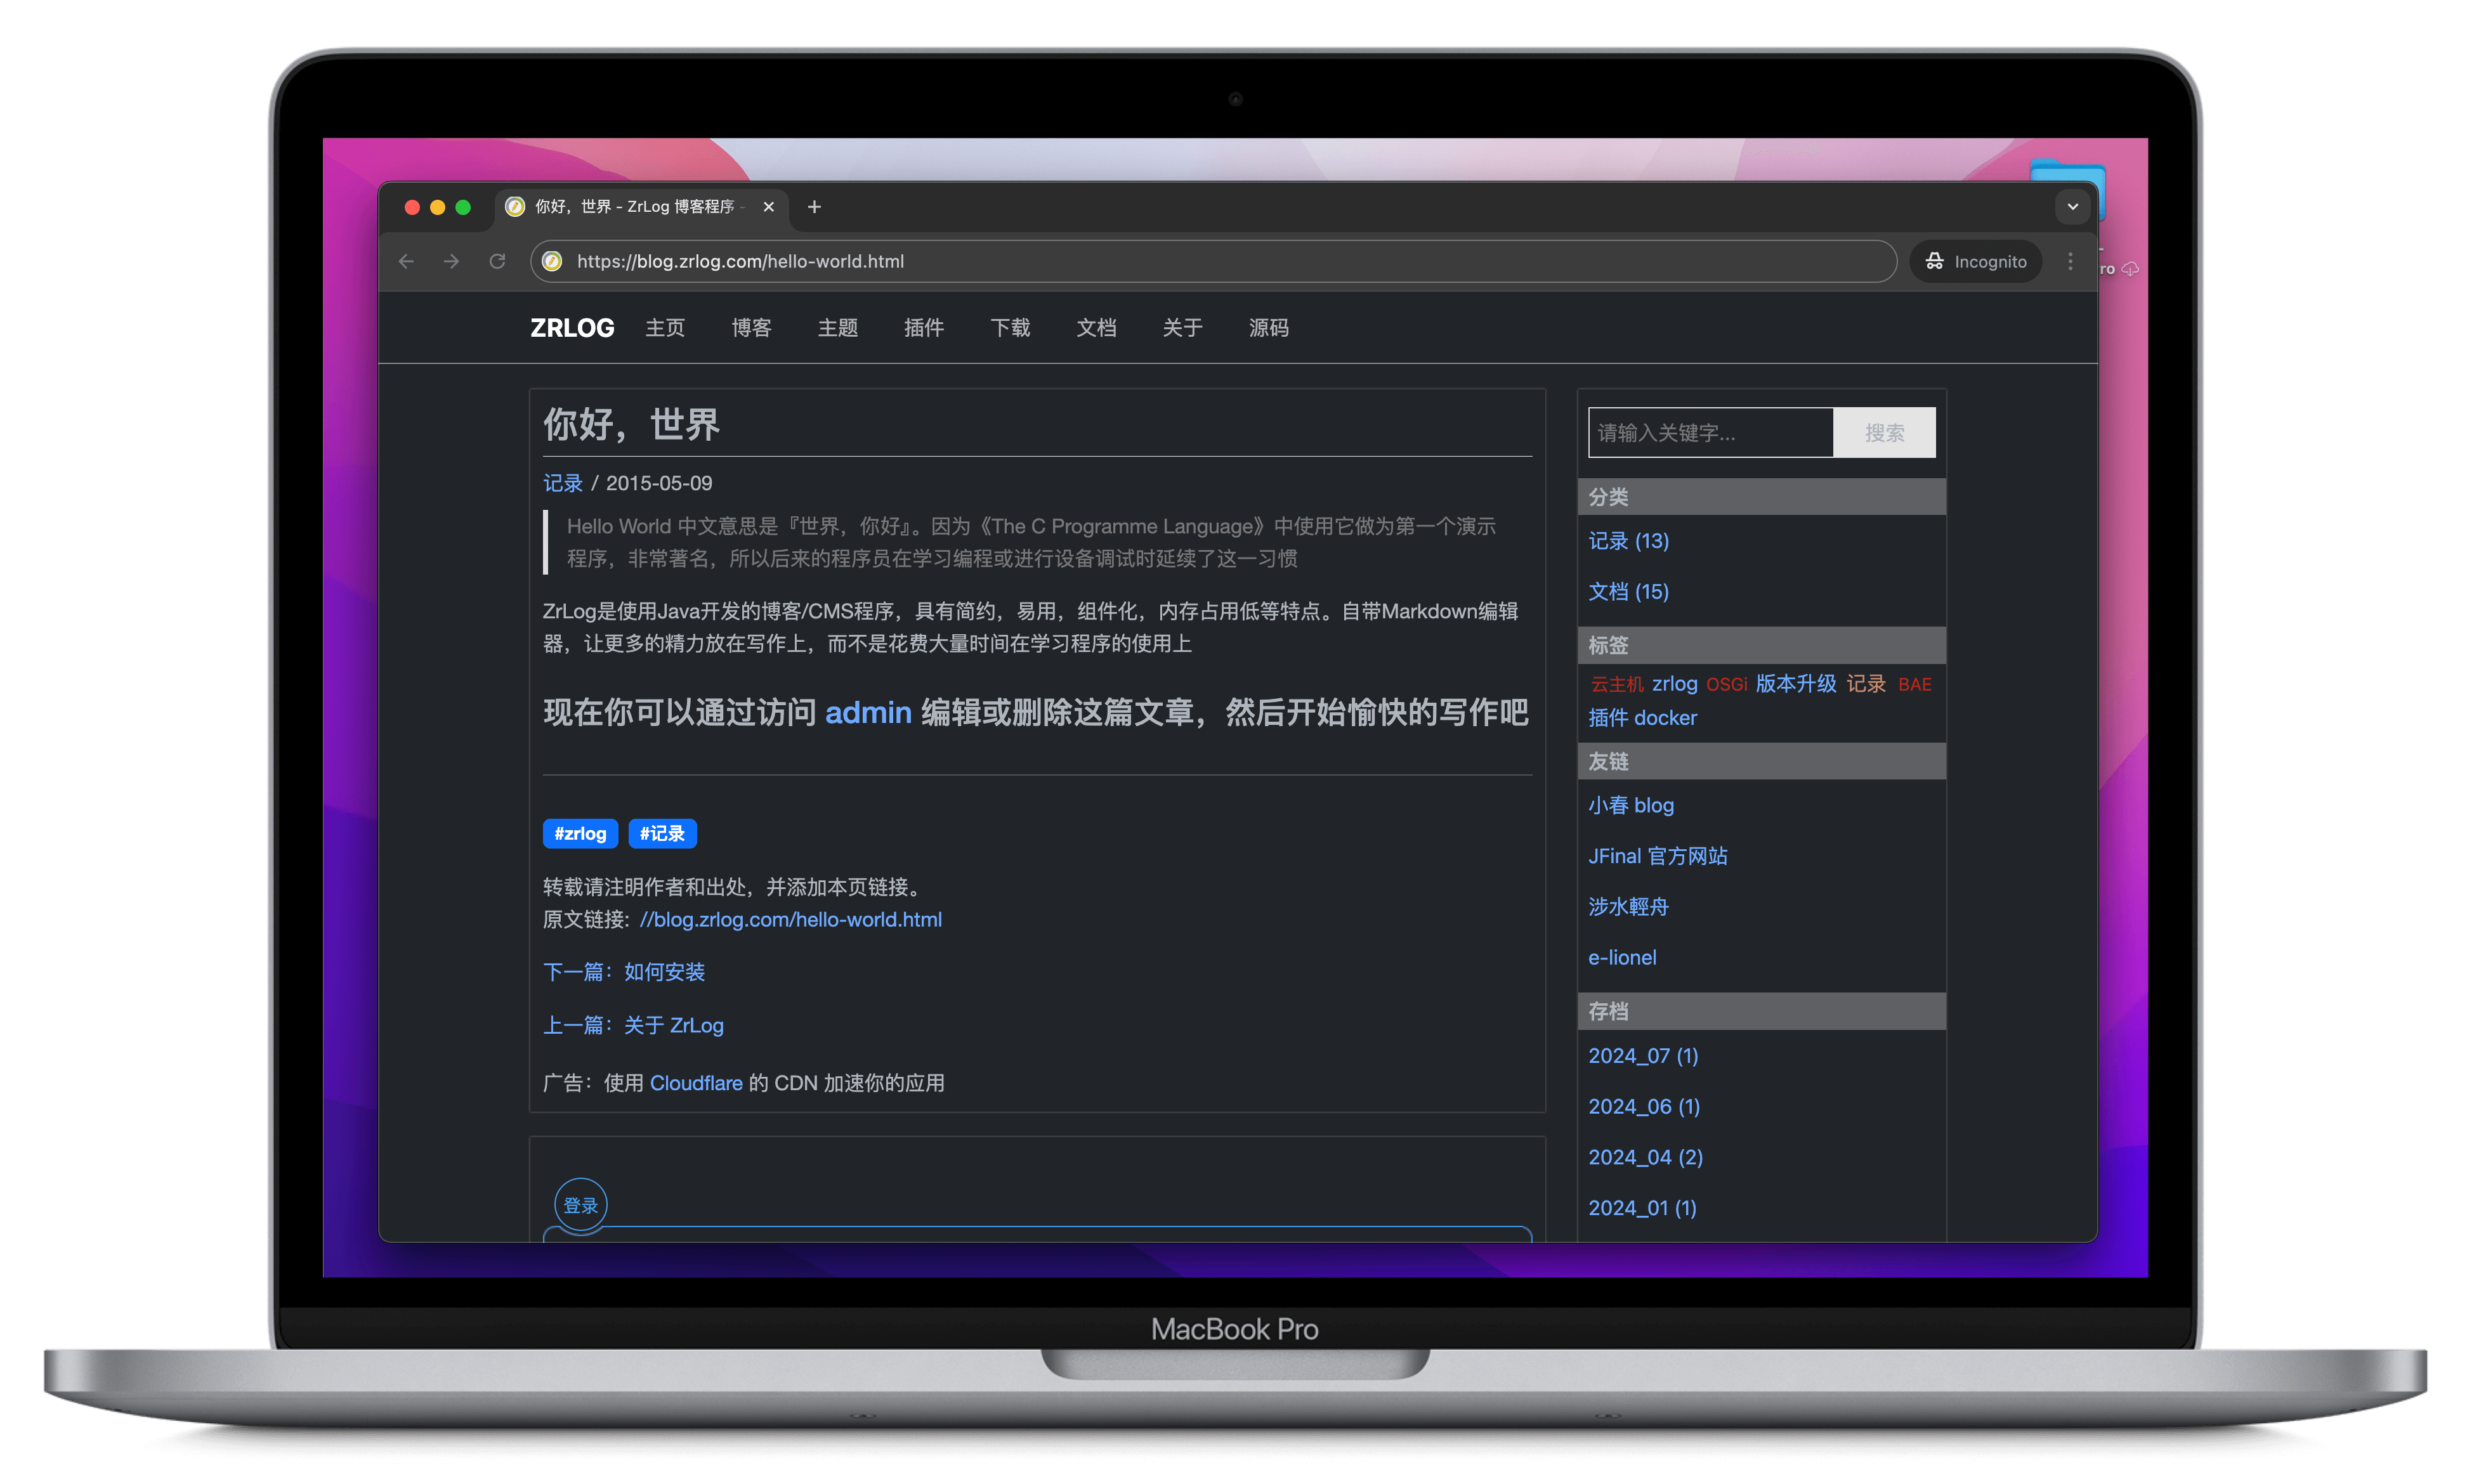 你好，世界 - ZrLog 博客程序 -
https://blog.zrlog.com/hello-world.html
Incognito
ro
ZRLOG 主页 博客 主题 插件 下载 文档 关于 源码
你好，世界
记录 / 2015-05-09
Hello World 中文意思是『世界，你好』。因为《The C Programme Language》中使用它做为第一个演示
程序，非常著名，所以后来的程序员在学习编程或进行设备调试时延续了这一习惯
ZrLog是使用Java开发的博客/CMS程序，具有简约，易用，组件化，内存占用低等特点。自带Markdown编辑
器，让更多的精力放在写作上，而不是花费大量时间在学习程序的使用上
现在你可以通过访问 admin 编辑或删除这篇文章，然后开始愉快的写作吧
#zrlog #记录
转载请注明作者和出处，并添加本页链接。
原文链接: //blog.zrlog.com/hello-world.html
下一篇：如何安装
上一篇：关于 ZrLog
广告：使用 Cloudflare 的 CDN 加速你的应用
登录
请输入关键字... 搜索
分类
记录 (13)
文档 (15)
标签
云主机 zrlog OSGi 版本升级 记录 BAE
插件 docker
友链
小春 blog
JFinal 官方网站
涉水輕舟
e-lionel
存档
2024_07 (1)
2024_06 (1)
2024_04 (2)
2024_01 (1)
MacBook Pro